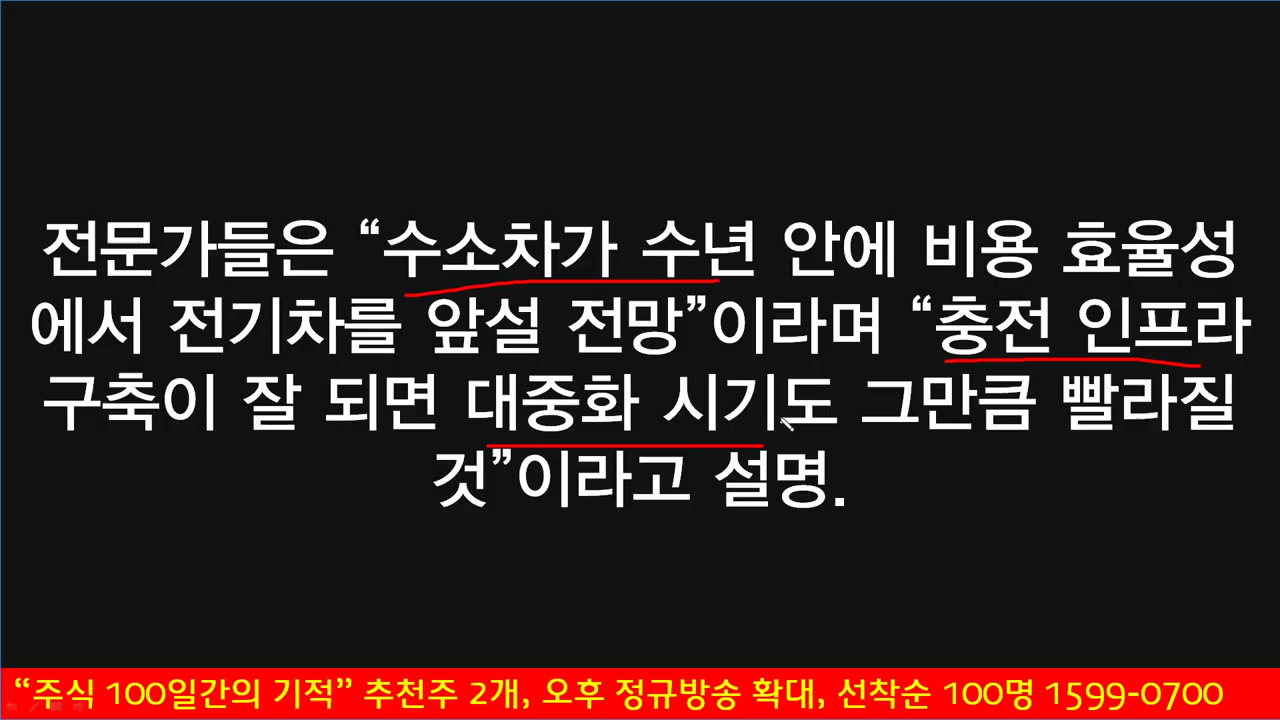 전문가들은 “수소차가 수년 안에 비용 효율성
에서 전기차를 앞설 전망”이라며 “충전 인프라
구축이 잘 되면 대중화 시기도 그만큼 빨라질
것”이라고 설명.
“주식 100일간의 기적” 추천주 2개, 오후 정규방송 확대, 선착순 100명 1599-0700